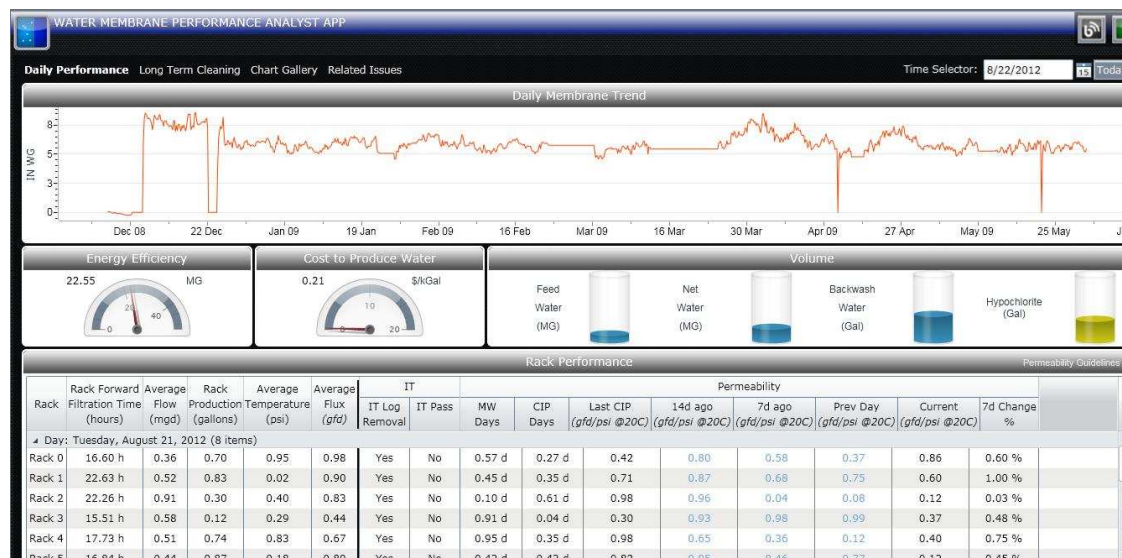 WATER MEMBRANE PERFORMANCE ANALYST APP
Daily Performance Long Term Cleaning Chart Gallery Related Issues Time Selector: 8/22/2012 15
Daily Membrane Trend
8
5
IN WG
3
0
Dec 08 22 Dec Jan 09 19 Jan Feb 09 16 Feb Mar 09 16 Mar 30 Mar Apr 09 27 Apr May 09 25 May
Energy Efficiency Cost to Produce Water Volume
22.55 MG 0.21 $/kGal
0 20 40
0 10 20
Feed Water (MG)
Net Water (MG)
Backwash Water (Gal)
Hypochlorite (Gal)
Rack Performance Permeability Guidelines
Rack Rack Forward Filtration Time (hours) Average Flow (mgd) Rack Production (gallons) Average Temperature (psi) Average Flux (gfd) IT Permeability
IT Log Removal IT Pass MW Days CIP Days Last CIP (gfd/psi @20C) 14d ago (gfd/psi @20C) 7d ago (gfd/psi @20C) Prev Day (gfd/psi @20C) Current (gfd/psi @20C) 7d Change %
Day: Tuesday, August 21, 2012 (8 items)
Rack 0 16.60 h 0.36 0.70 0.95 0.98 Yes No 0.57 d 0.27 d 0.42 0.80 0.58 0.37 0.86 0.60 %
Rack 1 22.63 h 0.52 0.83 0.02 0.90 Yes No 0.45 d 0.35 d 0.71 0.87 0.68 0.75 0.60 1.00 %
Rack 2 22.26 h 0.91 0.30 0.40 0.83 Yes No 0.10 d 0.61 d 0.98 0.96 0.04 0.08 0.12 0.03 %
Rack 3 15.51 h 0.58 0.12 0.29 0.44 Yes No 0.91 d 0.04 d 0.30 0.93 0.98 0.99 0.37 0.48 %
Rack 4 17.73 h 0.51 0.74 0.83 0.67 Yes No 0.95 d 0.35 d 0.98 0.65 0.36 0.12 0.40 0.75 %